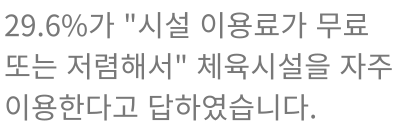 29.6%가 "시설 이용료가 무료
또는 저렴해서" 체육시설을 자주
이용한다고 답하였습니다.